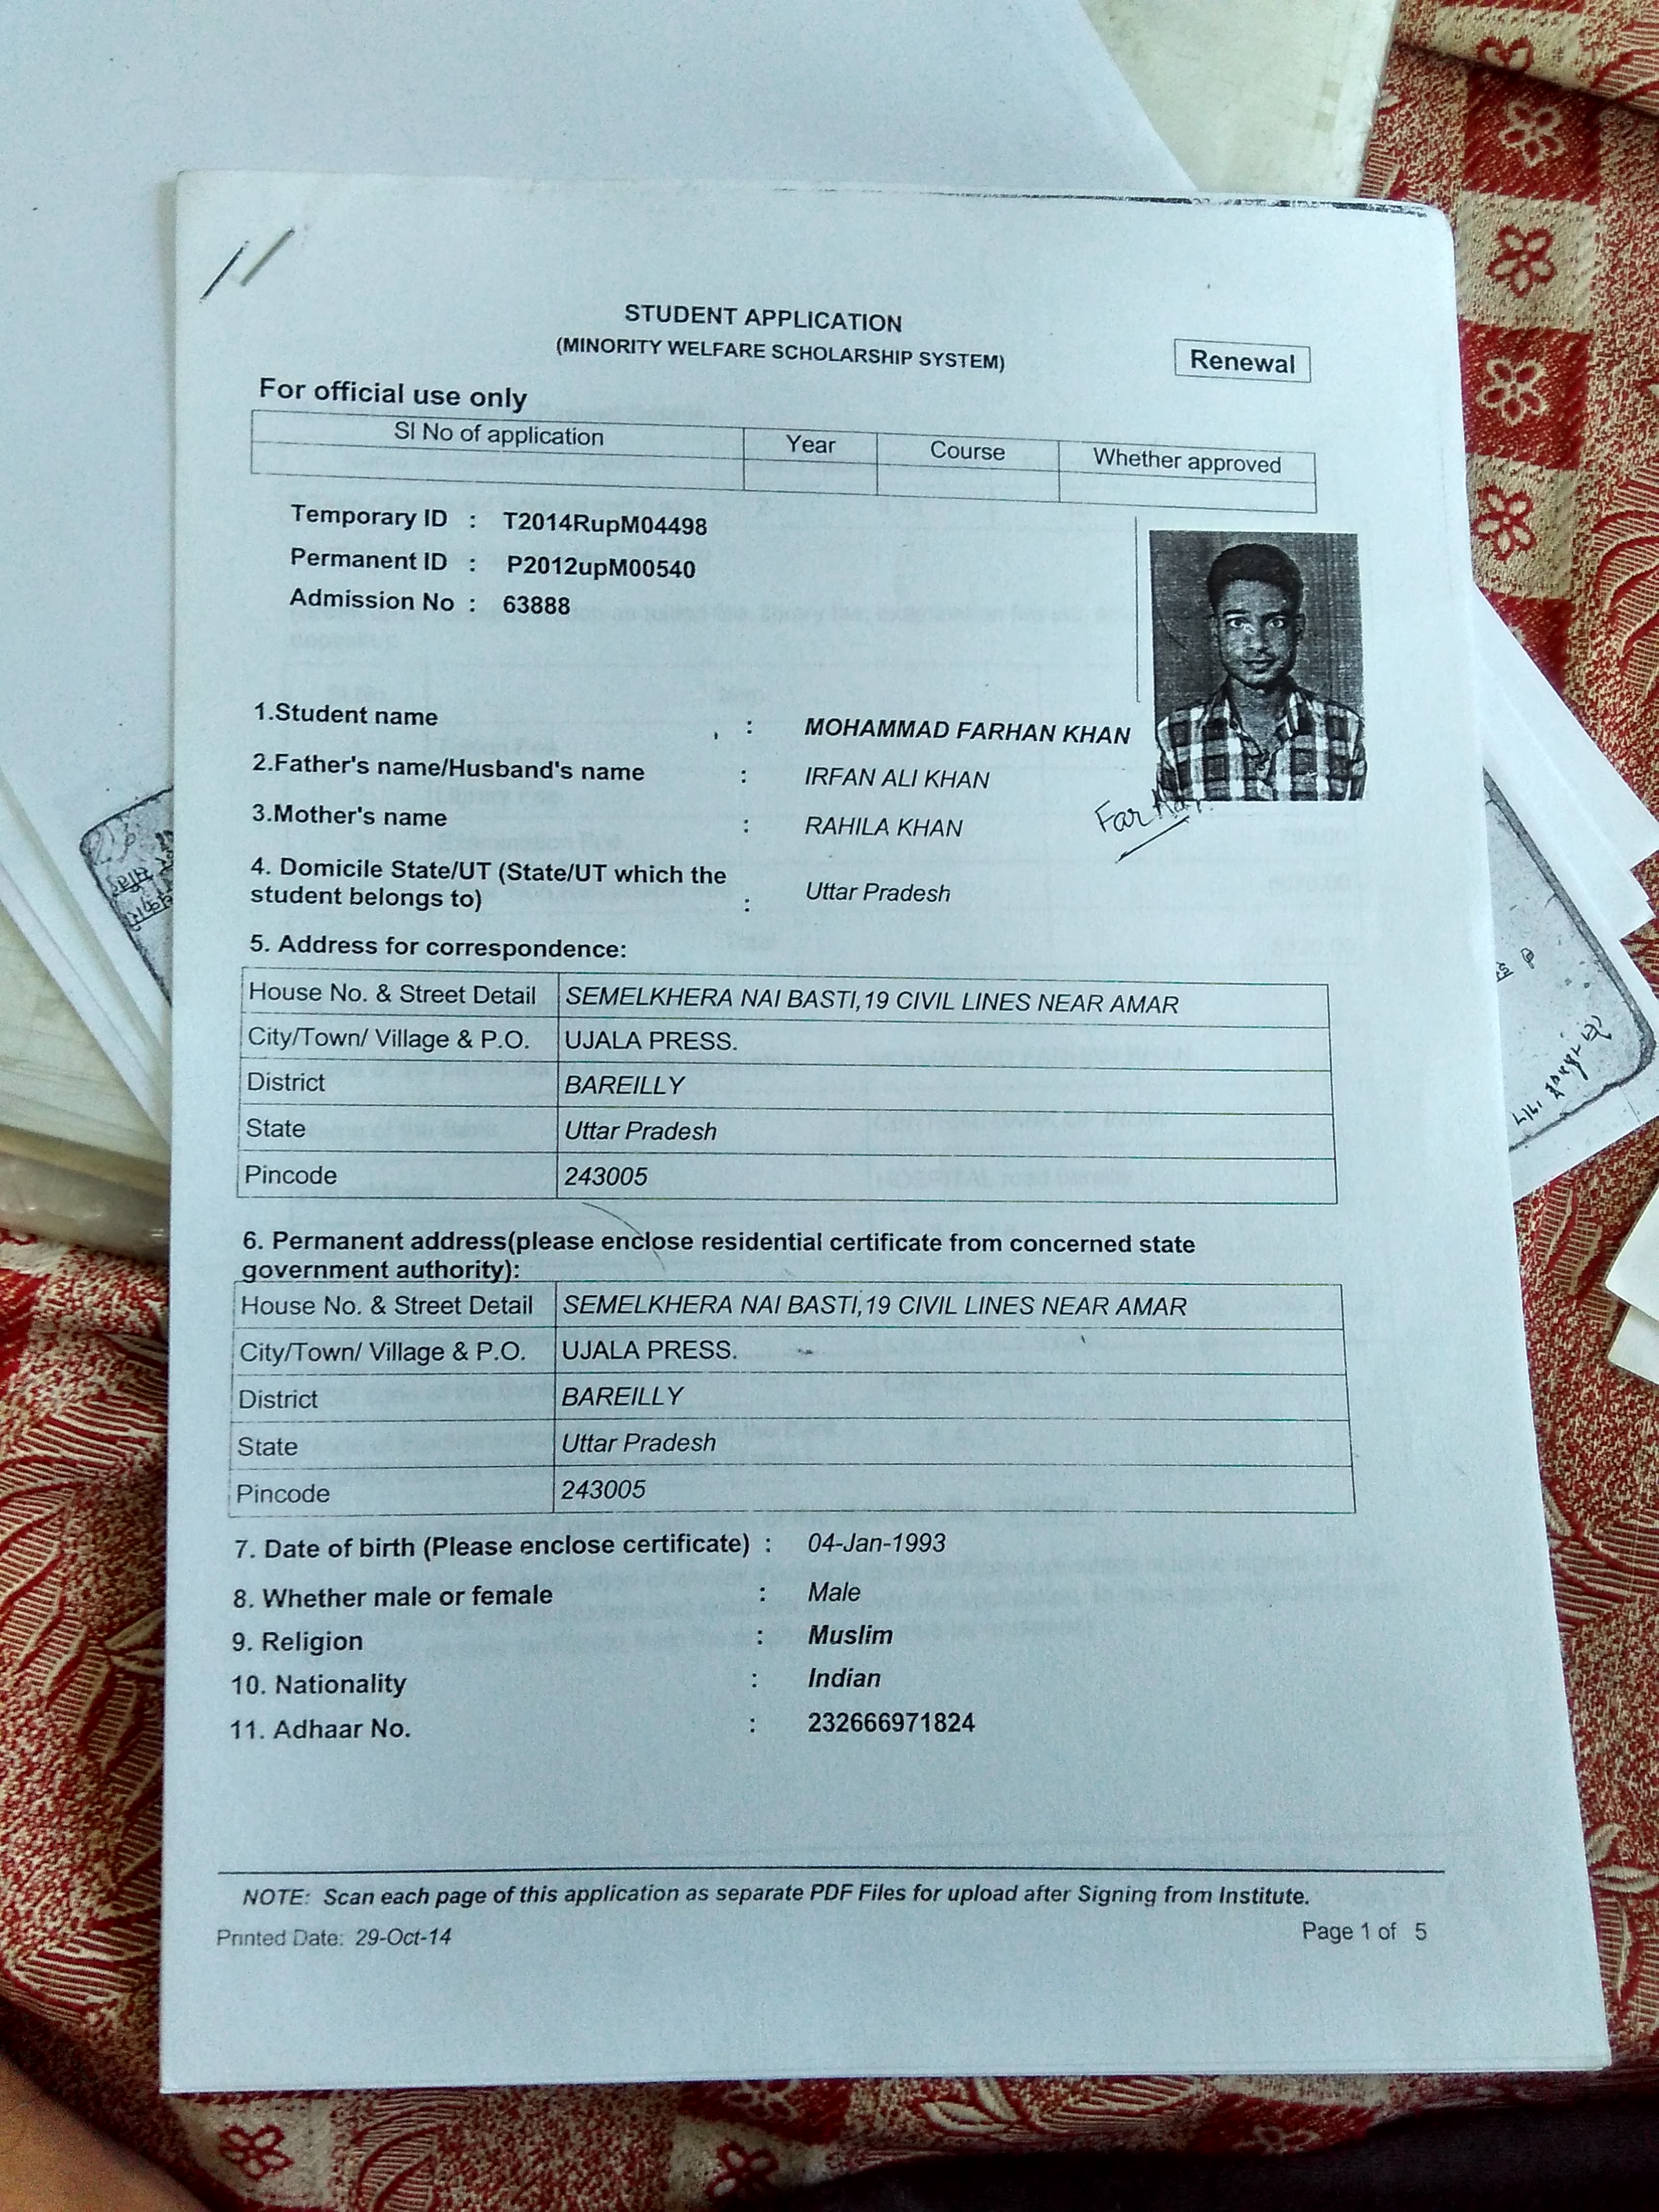 STUDENT APPLICATION
(MINORITY WELFARE SCHOLARSHIP SYSTEM)
Renewal
For official use only
Sl No of application Year Course Whether approved
Temporary ID : T2014RupM04498
Permanent ID : P2012upM00540
Admission No : 63888
1.Student name : MOHAMMAD FARHAN KHAN
2.Father's name/Husband's name : IRFAN ALI KHAN
3.Mother's name : RAHILA KHAN
Farhan
4. Domicile State/UT (State/UT which the
student belongs to) : Uttar Pradesh
5. Address for correspondence:
House No. & Street Detail SEMELKHERA NAI BASTI,19 CIVIL LINES NEAR AMAR
City/Town/ Village & P.O. UJALA PRESS.
District BAREILLY
State Uttar Pradesh
Pincode 243005
6. Permanent address(please enclose residential certificate from concerned state
government authority):
House No. & Street Detail SEMELKHERA NAI BASTI,19 CIVIL LINES NEAR AMAR
City/Town/ Village & P.O. UJALA PRESS.
District BAREILLY
State Uttar Pradesh
Pincode 243005
7. Date of birth (Please enclose certificate) : 04-Jan-1993
8. Whether male or female : Male
9. Religion : Muslim
10. Nationality : Indian
11. Adhaar No. : 232666971824
NOTE: Scan each page of this application as separate PDF Files for upload after Signing from Institute.
Printed Date: 29-Oct-14 Page 1 of 5